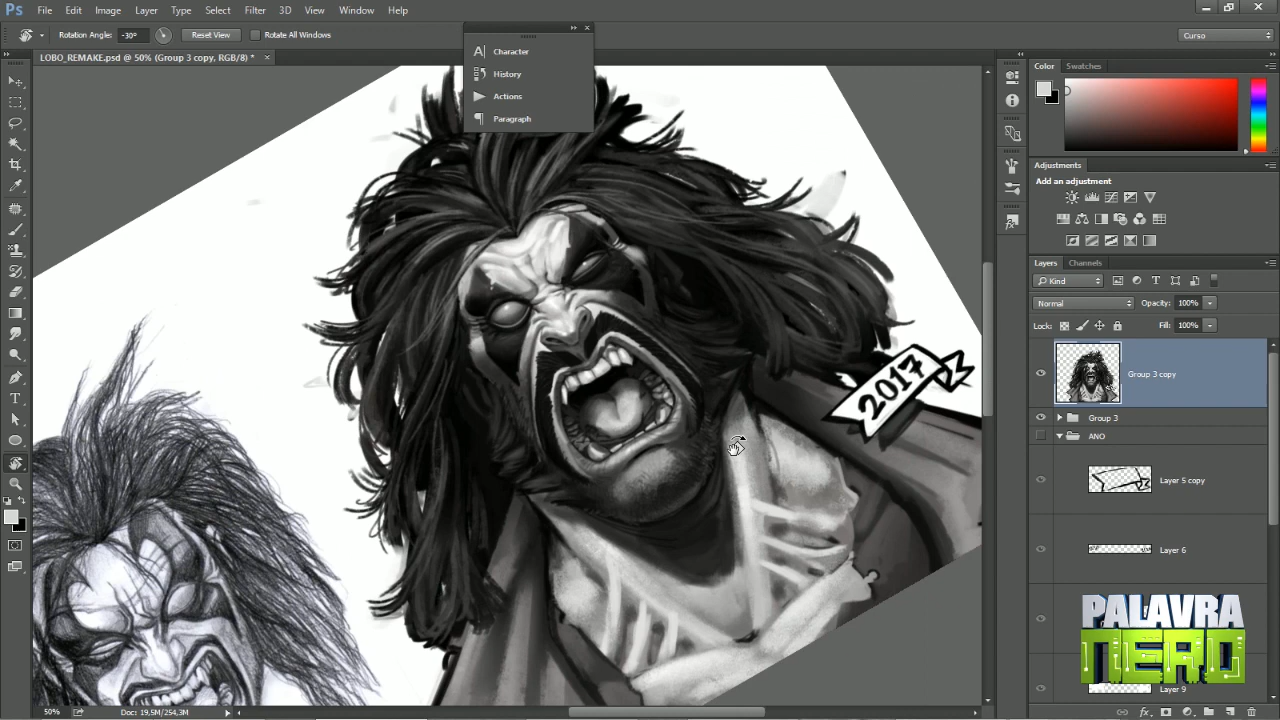 Ps File Edit Image Layer Type Select Filter 3D View Window Help
Rotation Angle: -30° Reset View Rotate All Windows Curso
LOBO_REMAKE.psd @ 50% (Group 3 copy, RGB/8) * ×
Character
History
Actions
Paragraph
2017
Color Swatches
Adjustments
Add an adjustment
Layers Channels
Kind
Normal Opacity: 100%
Lock: Fill: 100%
Group 3 copy
Group 3
ANO
Layer 5 copy
Layer 6
PALAVRA
NERD
Layer 9
50% Doc: 19,5M/254,3M
fx